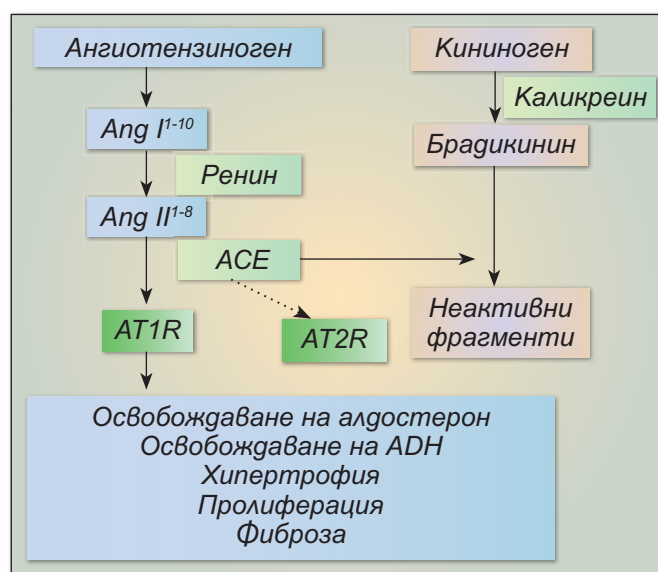 Ангиотензиноген
Ang I1-10
Ренин
Ang II1-8
ACE
AT1R
AT2R
Кининоген
Каликреин
Брадикинин
Неактивни
фрагменти
Освобождаване на алдостерон
Освобождаване на ADH
Хипертрофия
Пролиферация
Фиброза